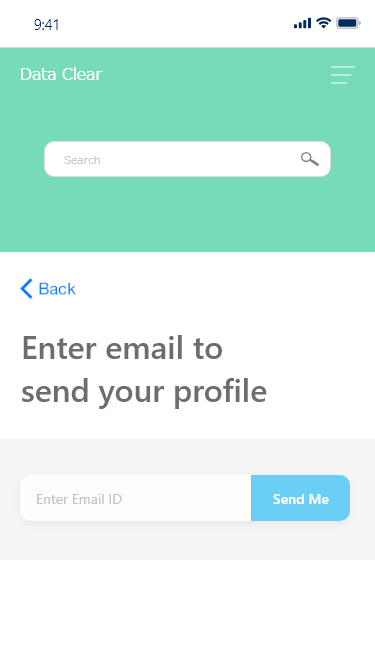 9:41
Data Clear
Search
Back
Enter email to
send your profile
Enter Email ID
Send Me